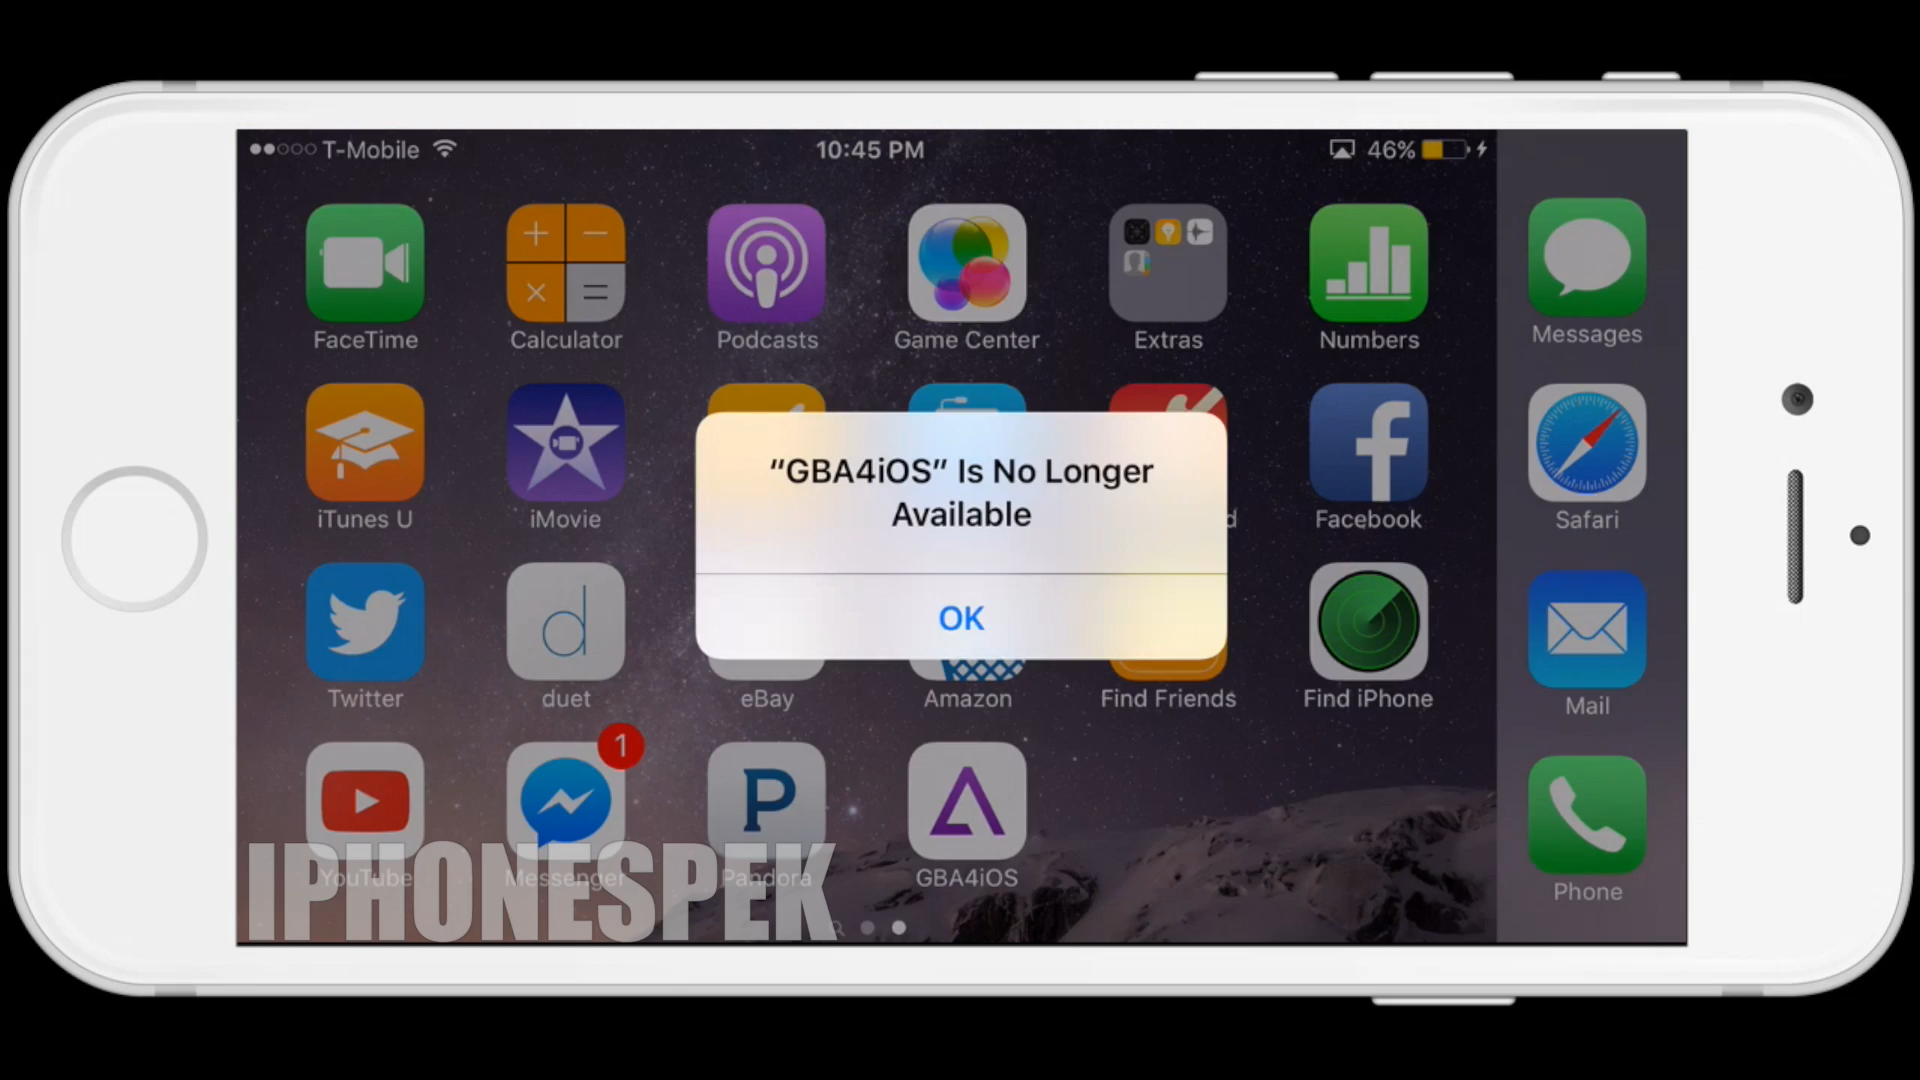 T-Mobile
10:45 PM
46%
FaceTime
Calculator
Podcasts
Game Center
Extras
Numbers
Messages
iTunes U
iMovie
d
Facebook
Safari
“GBA4iOS” Is No Longer
Available
OK
Twitter
d
duet
eBay
Amazon
Find Friends
Find iPhone
Mail
1
P
YouTube
Messenger
Pandora
GBA4iOS
Phone
IPHONESPEK